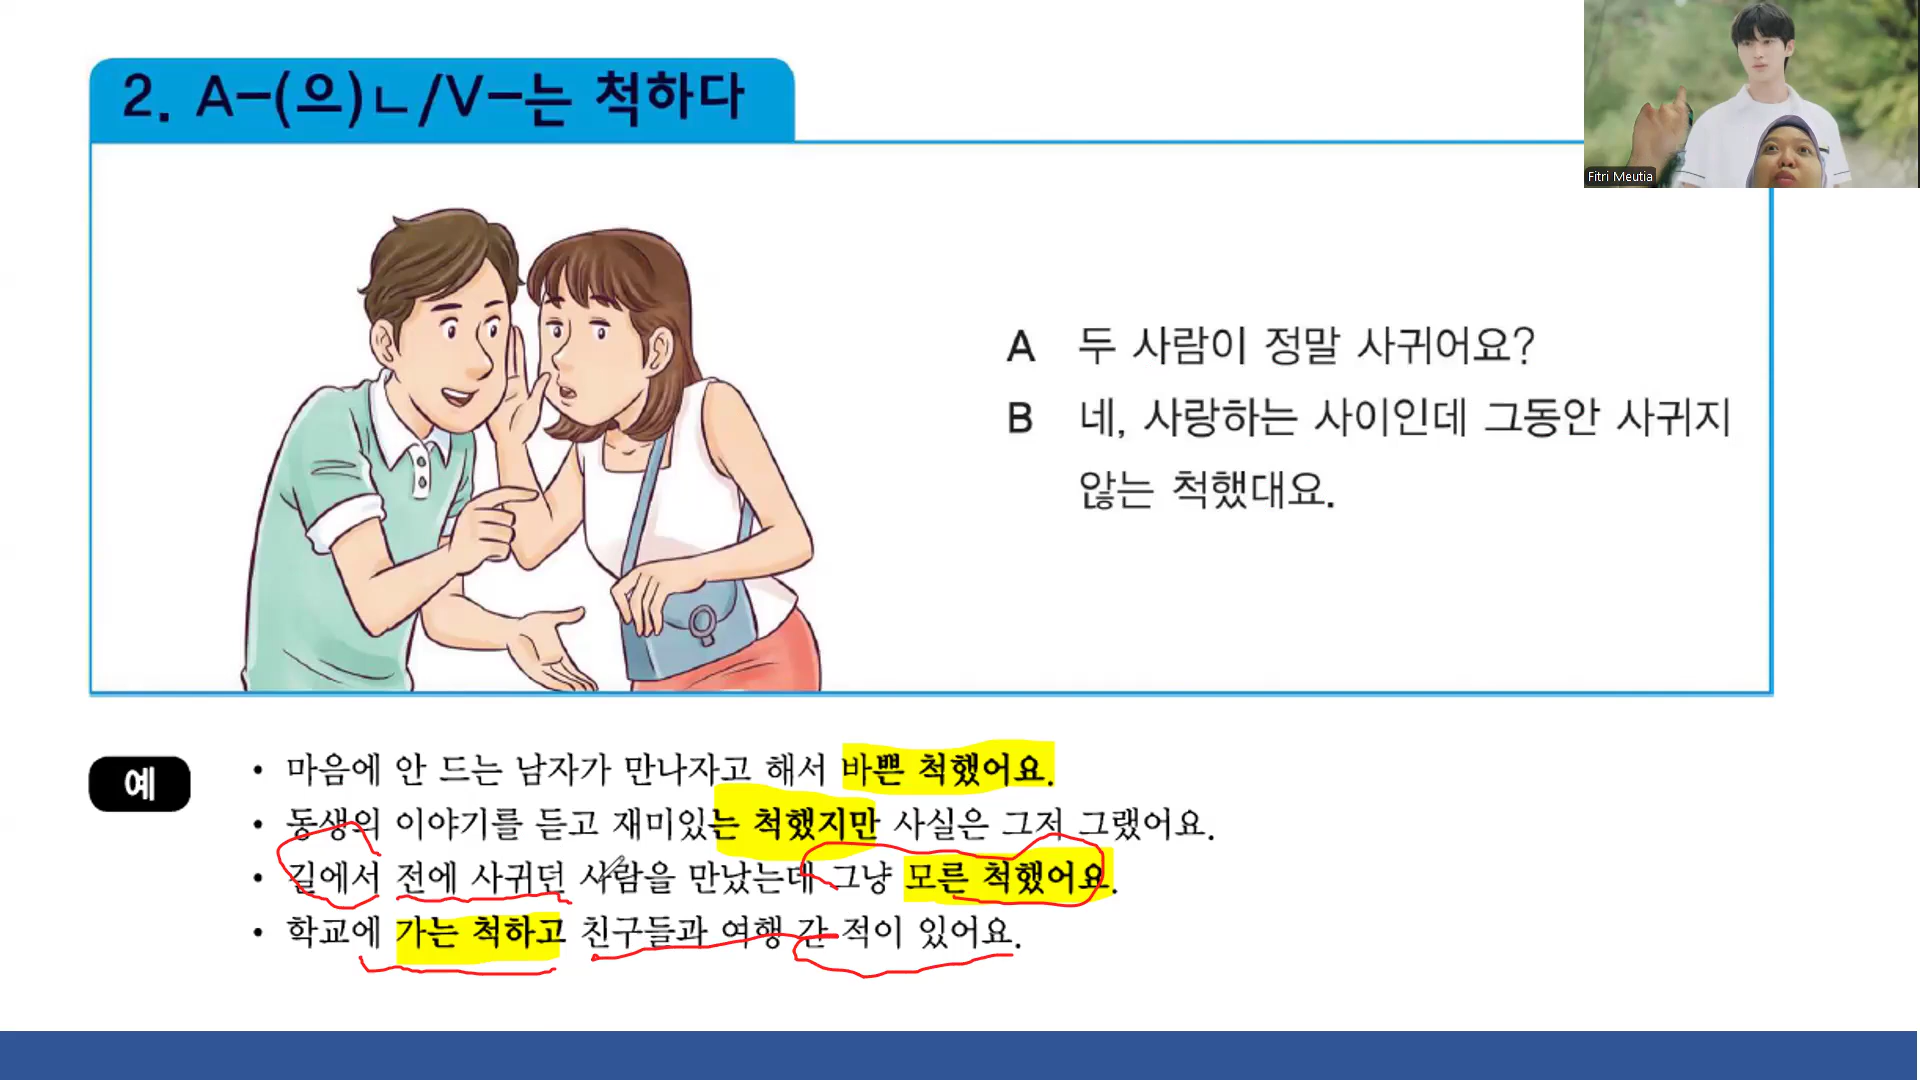 2. A-(으)ㄴ/V-는 척하다
Fitri Meutia
A 두 사람이 정말 사귀어요?
B 네, 사랑하는 사이인데 그동안 사귀지
않는 척했대요.
예
• 마음에 안 드는 남자가 만나자고 해서 바쁜 척했어요.
• 동생의 이야기를 듣고 재미있는 척했지만 사실은 그저 그랬어요.
• 길에서 전에 사귀던 사람을 만났는데 그냥 모른 척했어요.
• 학교에 가는 척하고 친구들과 여행 간 적이 있어요.